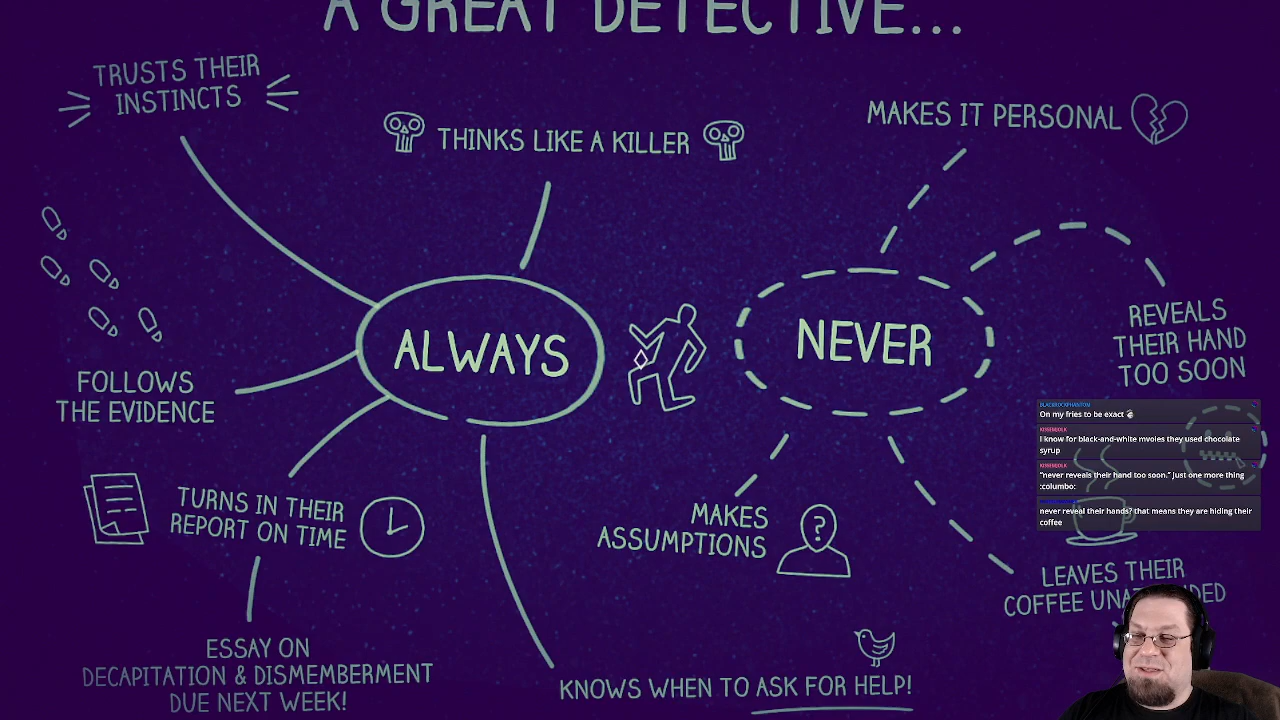 A GREAT DETECTIVE...
TRUSTS THEIR
INSTINCTS
THINKS LIKE A KILLER
MAKES IT PERSONAL
ALWAYS
NEVER
REVEALS
THEIR HAND
TOO SOON
FOLLOWS
THE EVIDENCE
TURNS IN THEIR
REPORT ON TIME
MAKES
ASSUMPTIONS
?
LEAVES THEIR
COFFEE
ESSAY ON
DECAPITATION & DISMEMBERMENT
DUE NEXT WEEK!
KNOWS WHEN TO ASK FOR HELP!
On my fries to be exact
I know for black-and-white mvoies they used chocolate
syrup
"never reveals their hand too soon." Just one more thing
:columbo:
never reveal their hands? that means they are hiding their
coffee